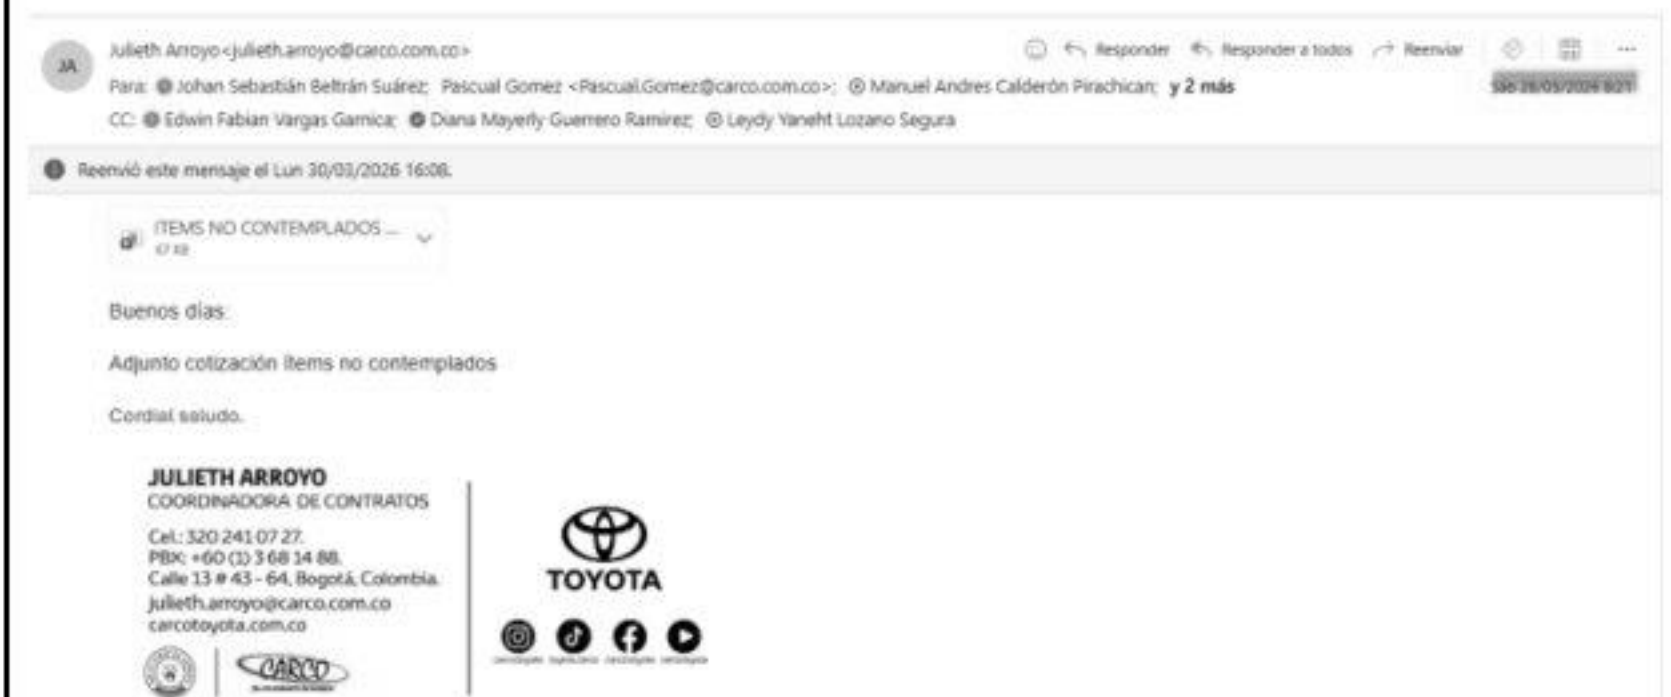 JA
Julieth Arroyo <julieth.arroyo@carco.com.co>
Responder Responder a todos Reenviar
Para: Johan Sebastián Beltrán Suárez; Pascual Gomez <Pascual.Gomez@carco.com.co>; Manuel Andres Calderón Pirachican; y 2 más
28/03/2026
CC: Edwin Fabian Vargas Garnica; Diana Mayerly Guerrero Ramirez; Leydy Yaneht Lozano Segura
Reenvió este mensaje el Lun 30/03/2026 16:08.
ITEMS NO CONTEMPLADOS ...
Buenos días.
Adjunto cotización ítems no contemplados
Cordial saludo.
JULIETH ARROYO
COORDINADORA DE CONTRATOS
Cel.: 320 241 07 27.
PBX: +60 (1) 3 68 14 88.
Calle 13 # 43 - 64, Bogotá, Colombia.
julieth.arroyo@carco.com.co
carcotoyota.com.co
TOYOTA
CARCO